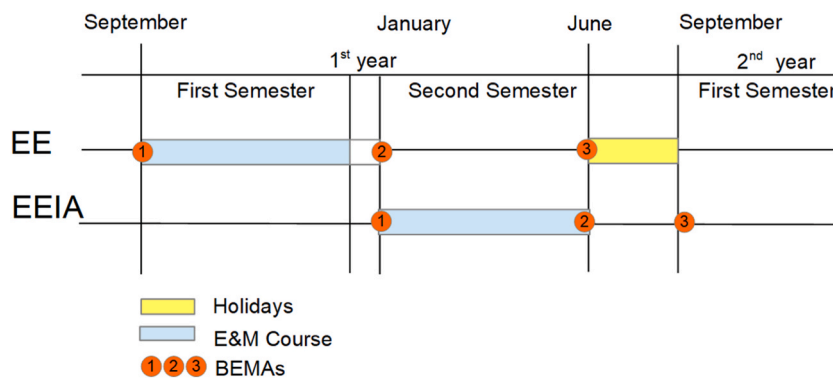 September January June September
1st year 2nd year
First Semester Second Semester First Semester
EE 1 2 3
EEIA 1 2 3
Holidays
E&M Course
1 2 3 BEMAs